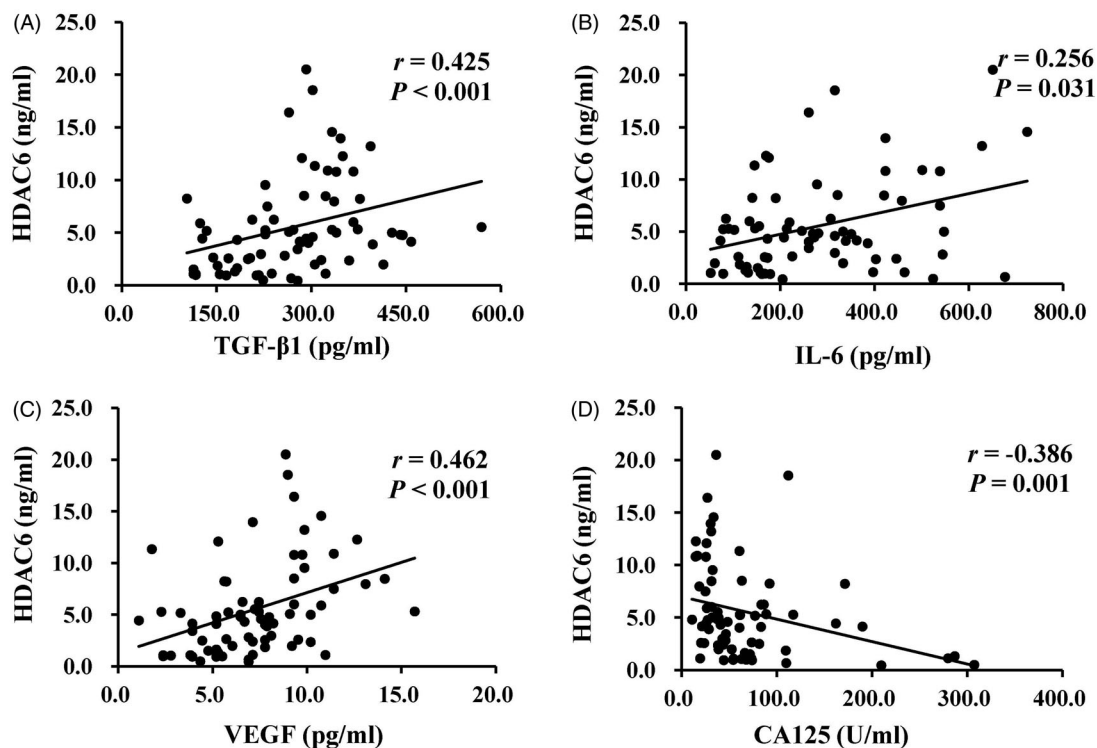 (A)
25.0
20.0
15.0
10.0
5.0
0.0
HDAC6 (ng/ml)
r = 0.425
P < 0.001
0.0 150.0 300.0 450.0 600.0
TGF-β1 (pg/ml)
(B)
25.0
20.0
15.0
10.0
5.0
0.0
HDAC6 (ng/ml)
r = 0.256
P = 0.031
0.0 200.0 400.0 600.0 800.0
IL-6 (pg/ml)
(C)
25.0
20.0
15.0
10.0
5.0
0.0
HDAC6 (ng/ml)
r = 0.462
P < 0.001
0.0 5.0 10.0 15.0 20.0
VEGF (pg/ml)
(D)
25.0
20.0
15.0
10.0
5.0
0.0
HDAC6 (ng/ml)
r = -0.386
P = 0.001
0.0 100.0 200.0 300.0 400.0
CA125 (U/ml)